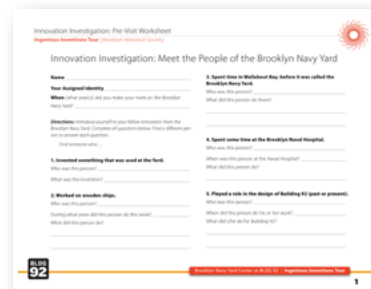 Innovation Investigation: Pre-Visit Worksheet
Ingenious Inventions Tour | Brooklyn Historical Society
Innovation Investigation: Meet the People of the Brooklyn Navy Yard
Name
Your Assigned Identity
When (what years) did you make your mark on the Brooklyn
Navy Yard?
Directions: Introduce yourself to your fellow innovators from the
Brooklyn Navy Yard. Complete all questions below. Find a different per-
son to answer each question.
Find someone who...
1. Invented something that was used at the Yard.
Who was this person?
What was the invention?
2. Worked on wooden ships.
Who was this person?
During what years did this person do this work?
What did this person do?
3. Spent time in Wallabout Bay, before it was called the
Brooklyn Navy Yard.
Who was this person?
What did this person do there?
4. Spent some time at the Brooklyn Naval Hospital.
Who was this person?
When was this person at the Naval Hospital?
What did this person do?
5. Played a role in the design of Building 92 (past or present).
Who was this person?
When did this person do his or her work?
What did s/he do for Building 92?
BLDG
92
Brooklyn Navy Yard Center at BLDG 92 | Ingenious Inventions Tour
1